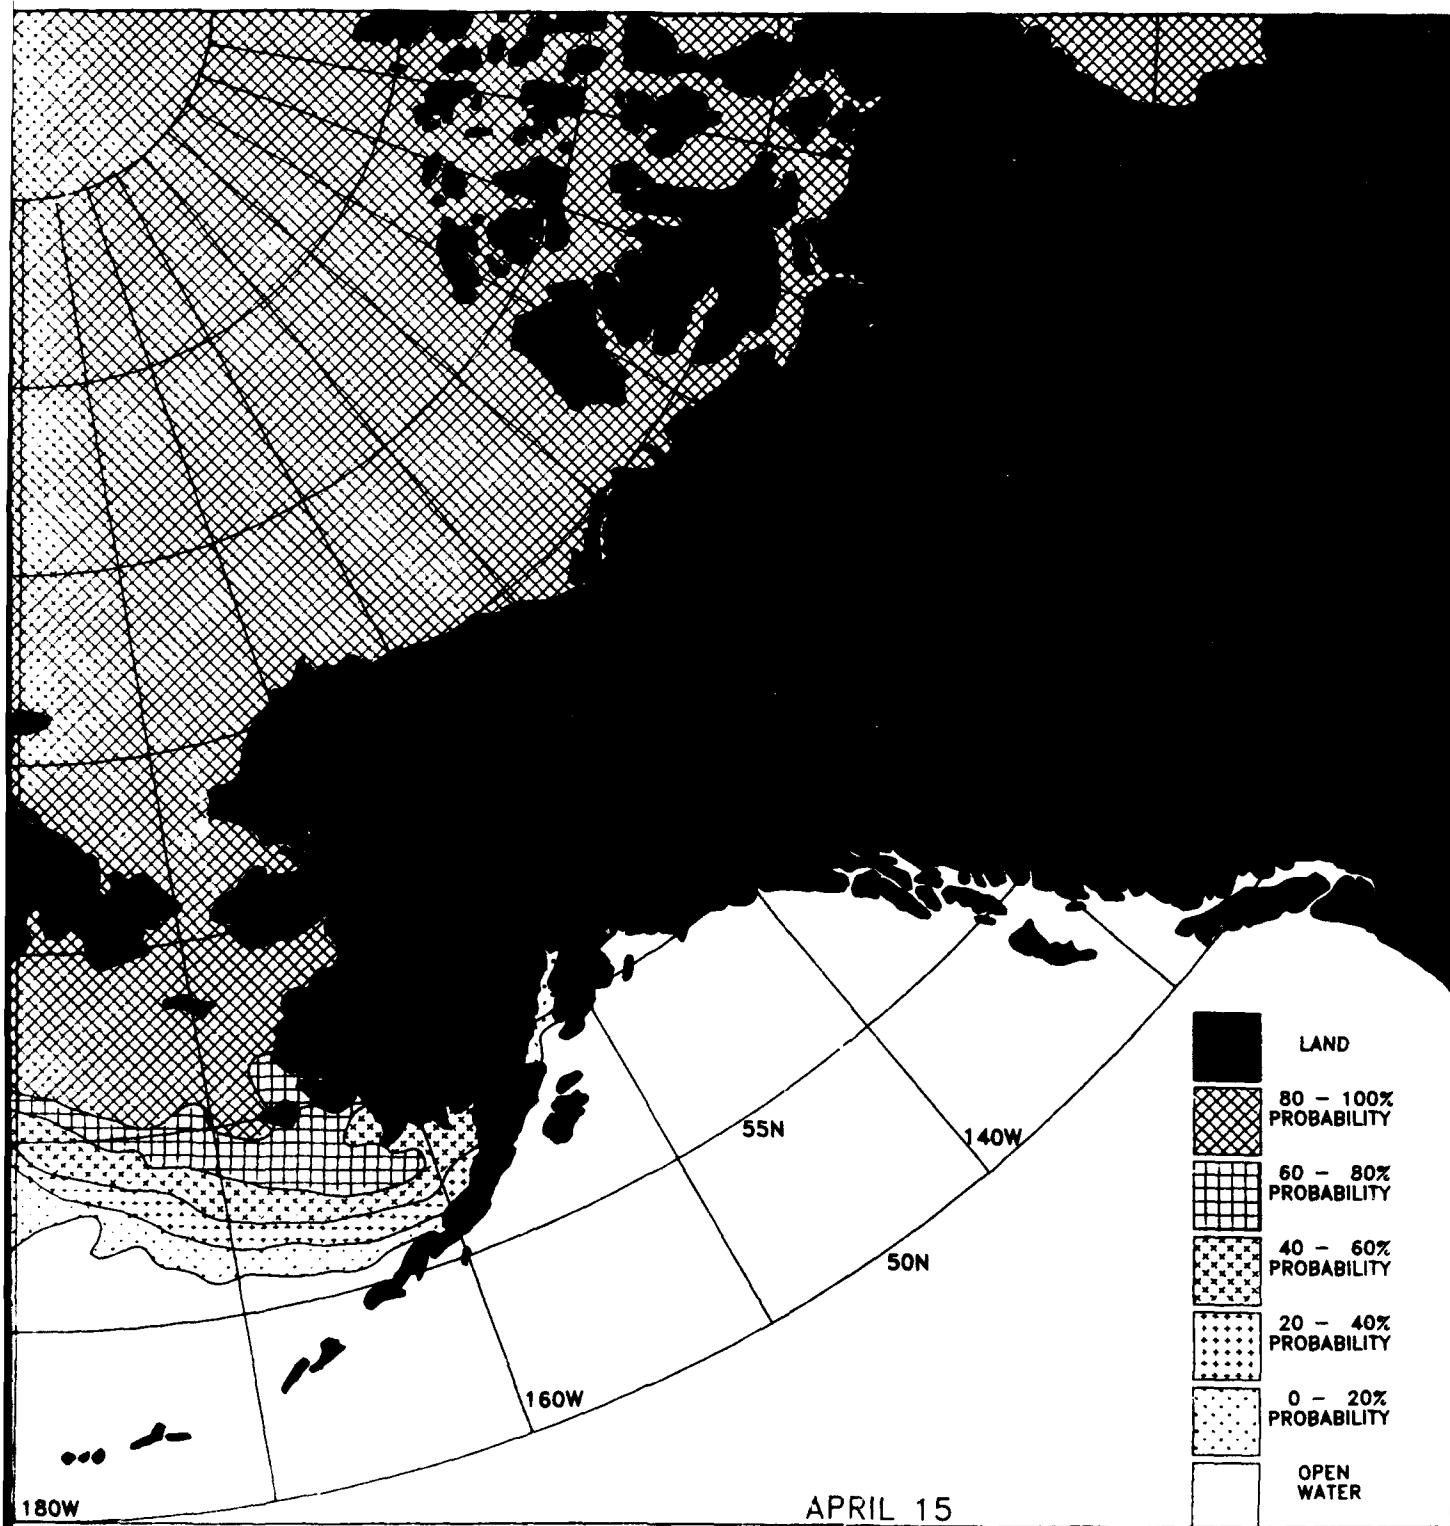 LAND
80 - 100%
PROBABILITY
60 - 80%
PROBABILITY
55N
140W
40 - 60%
PROBABILITY
50N
20 - 40%
PROBABILITY
160W
0 - 20%
PROBABILITY
OPEN
WATER
180W
APRIL 15